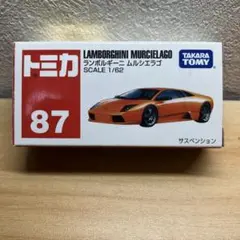 トミカ
87
LAMBORGHINI MURCIELAGO
ランボルギーニ ムルシエラゴ
SCALE 1/62
TAKARA
TOMY
サスペンション